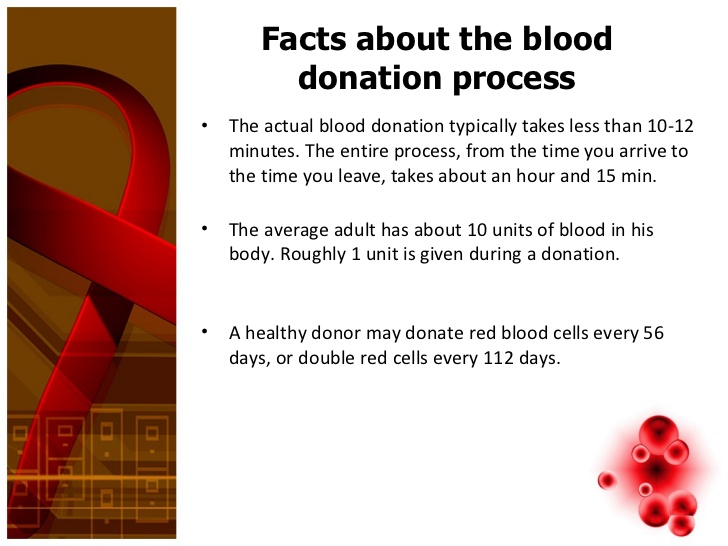 Facts about the blood
donation process
• The actual blood donation typically takes less than 10-12
minutes. The entire process, from the time you arrive to
the time you leave, takes about an hour and 15 min.
• The average adult has about 10 units of blood in his
body. Roughly 1 unit is given during a donation.
• A healthy donor may donate red blood cells every 56
days, or double red cells every 112 days.